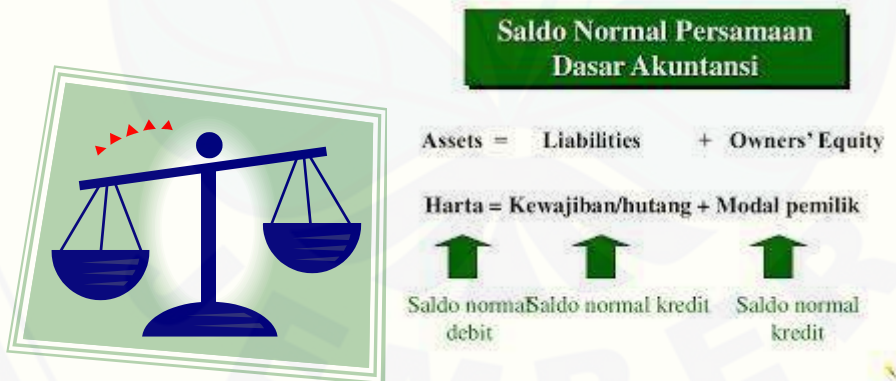 Saldo Normal Persamaan
Dasar Akuntansi
Assets = Liabilities + Owners' Equity
Harta = Kewajiban/hutang + Modal pemilik
Saldo normal
debit
Saldo normal kredit
Saldo normal
kredit